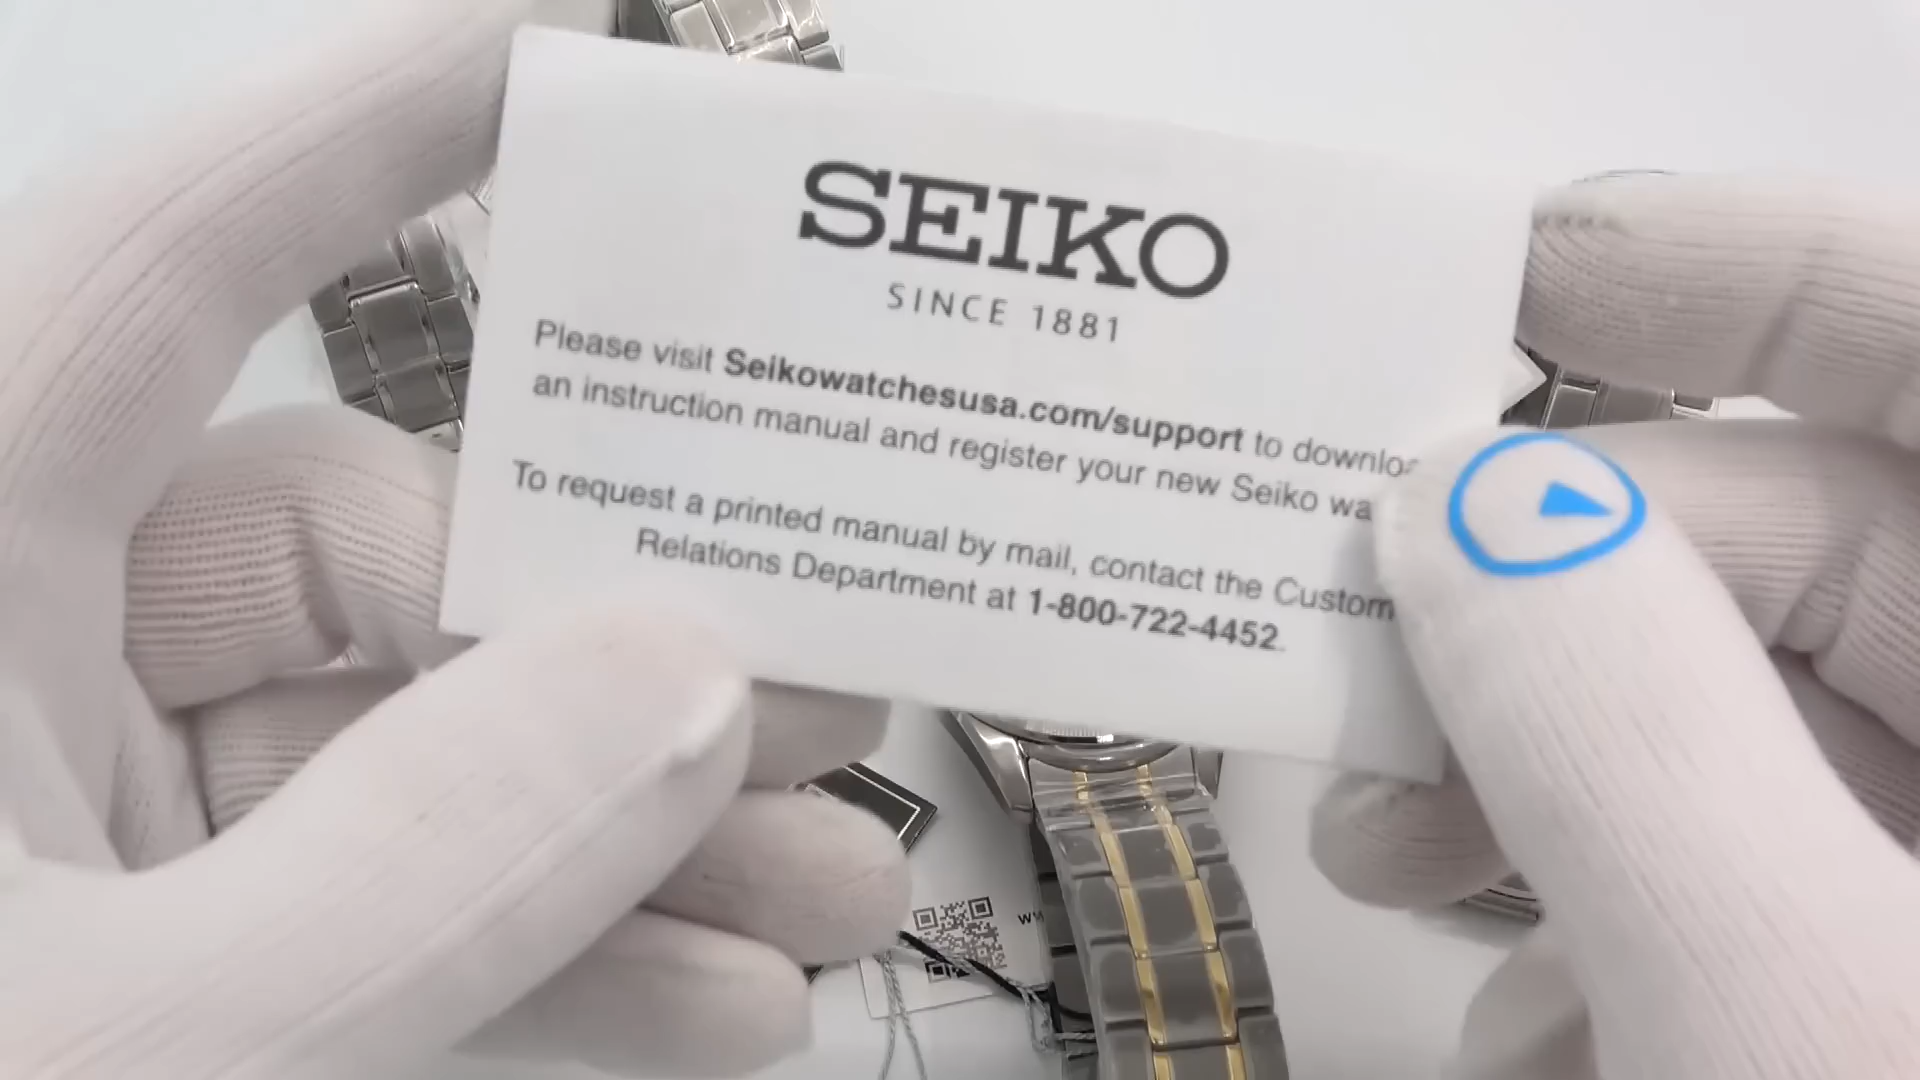 SEIKO
SINCE 1881
Please visit Seikowatchesusa.com/support to
an instruction manual and register your new Seiko
To request a printed manual by mail, contact the
Relations Department at 1-800-722-4452.